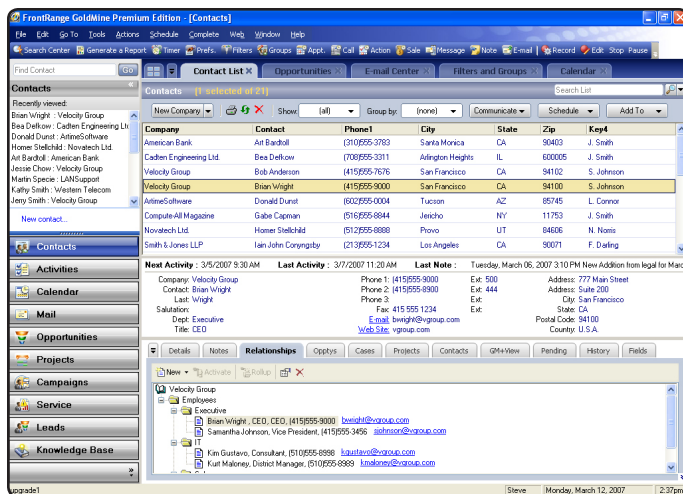 FrontRange GoldMine Premium Edition - [Contacts]
File Edit Go To Tools Actions Schedule Complete Web Window Help
Search Center Generate a Report Timer Prefs. Filters Groups Appt. Call Action Sale Message Note E-mail Record Edit Stop Pause
Find Contact Go
Contact List X Opportunities X E-mail Center X Filters and Groups X Calendar X
Contacts «
Contacts [1 selected of 21] Search List
Recently viewed:
Brian Wright : Velocity Group
Bea Defkow : Cadten Engineering Ltd
Donald Dunst : ArtimeSoftware
Homer Stellchild : Novatech Ltd.
Art Bardtoll : American Bank
Jessie Chow : Velocity Group
Martin Specie : LANSupport
Kathy Smith : Western Telecom
Jerry Smith : Velocity Group
New contact...
New Company Show: (all) Group by: (none) Communicate Schedule Add To
Company Contact Phone1 City State Zip Key4
American Bank Art Bardtoll (310)555-3783 Santa Monica CA 90403 J. Smith
Cadten Engineering Ltd. Bea Defkow (708)555-3311 Arlington Heights IL 600005 J. Smith
Velocity Group Bob Anderson (415)555-7676 San Francisco CA 94102 S. Johnson
Velocity Group Brian Wright (415)555-9000 San Francisco CA 94100 S. Johnson
ArtimeSoftware Donald Dunst (602)555-0004 Tucson AZ 85745 L. Connor
Compute-All Magazine Gabe Capman (516)555-8844 Jericho NY 11753 J. Smith
Novatech Ltd. Homer Stellchild (512)555-8888 Provo UT 84606 N. Norris
Smith & Jones LLP Iain John Conyngsby (213)555-1234 Los Angeles CA 90071 F. Darling
Contacts
Activities
Calendar
Mail
Opportunities
Projects
Campaigns
Service
Leads
Knowledge Base
»
Next Activity : 3/5/2007 9:30 AM Last Activity : 3/7/2007 11:20 AM Last Note : Tuesday, March 06, 2007 3:10 PM New Addition from legal for Marc
Company: Velocity Group Phone 1: (415)555-9000 Ext: 500 Address: 777 Main Street
Contact: Brian Wright Phone 2: (415)555-8900 Ext: 444 Address: Suite 200
Last: Wright Phone 3: Ext: City: San Francisco
Salutation: Fax: 415 555 1234 Ext: State: CA
Dept: Executive E-mail: bwright@vgroup.com Postal Code: 94100
Title: CEO Web Site: vgroup.com Country: U.S.A.
Details Notes Relationships Opptys Cases Projects Contacts GM+View Pending History Fields
New Activate Rollup
Velocity Group
Employees
Executive
Brian Wright , CEO, CEO, (415)555-9000 bwright@vgroup.com
Samantha Johnson, Vice President, (415)555-3456 sjohnson@vgroup.com
IT
Kim Gustavo, Consultant, (510)555-8998 kgustavo@vgroup.com
Kurt Maloney, District Manager, (510)555-8989 kmaloney@vgroup.com
upgrade1 Steve Monday, March 12, 2007 2:37pm